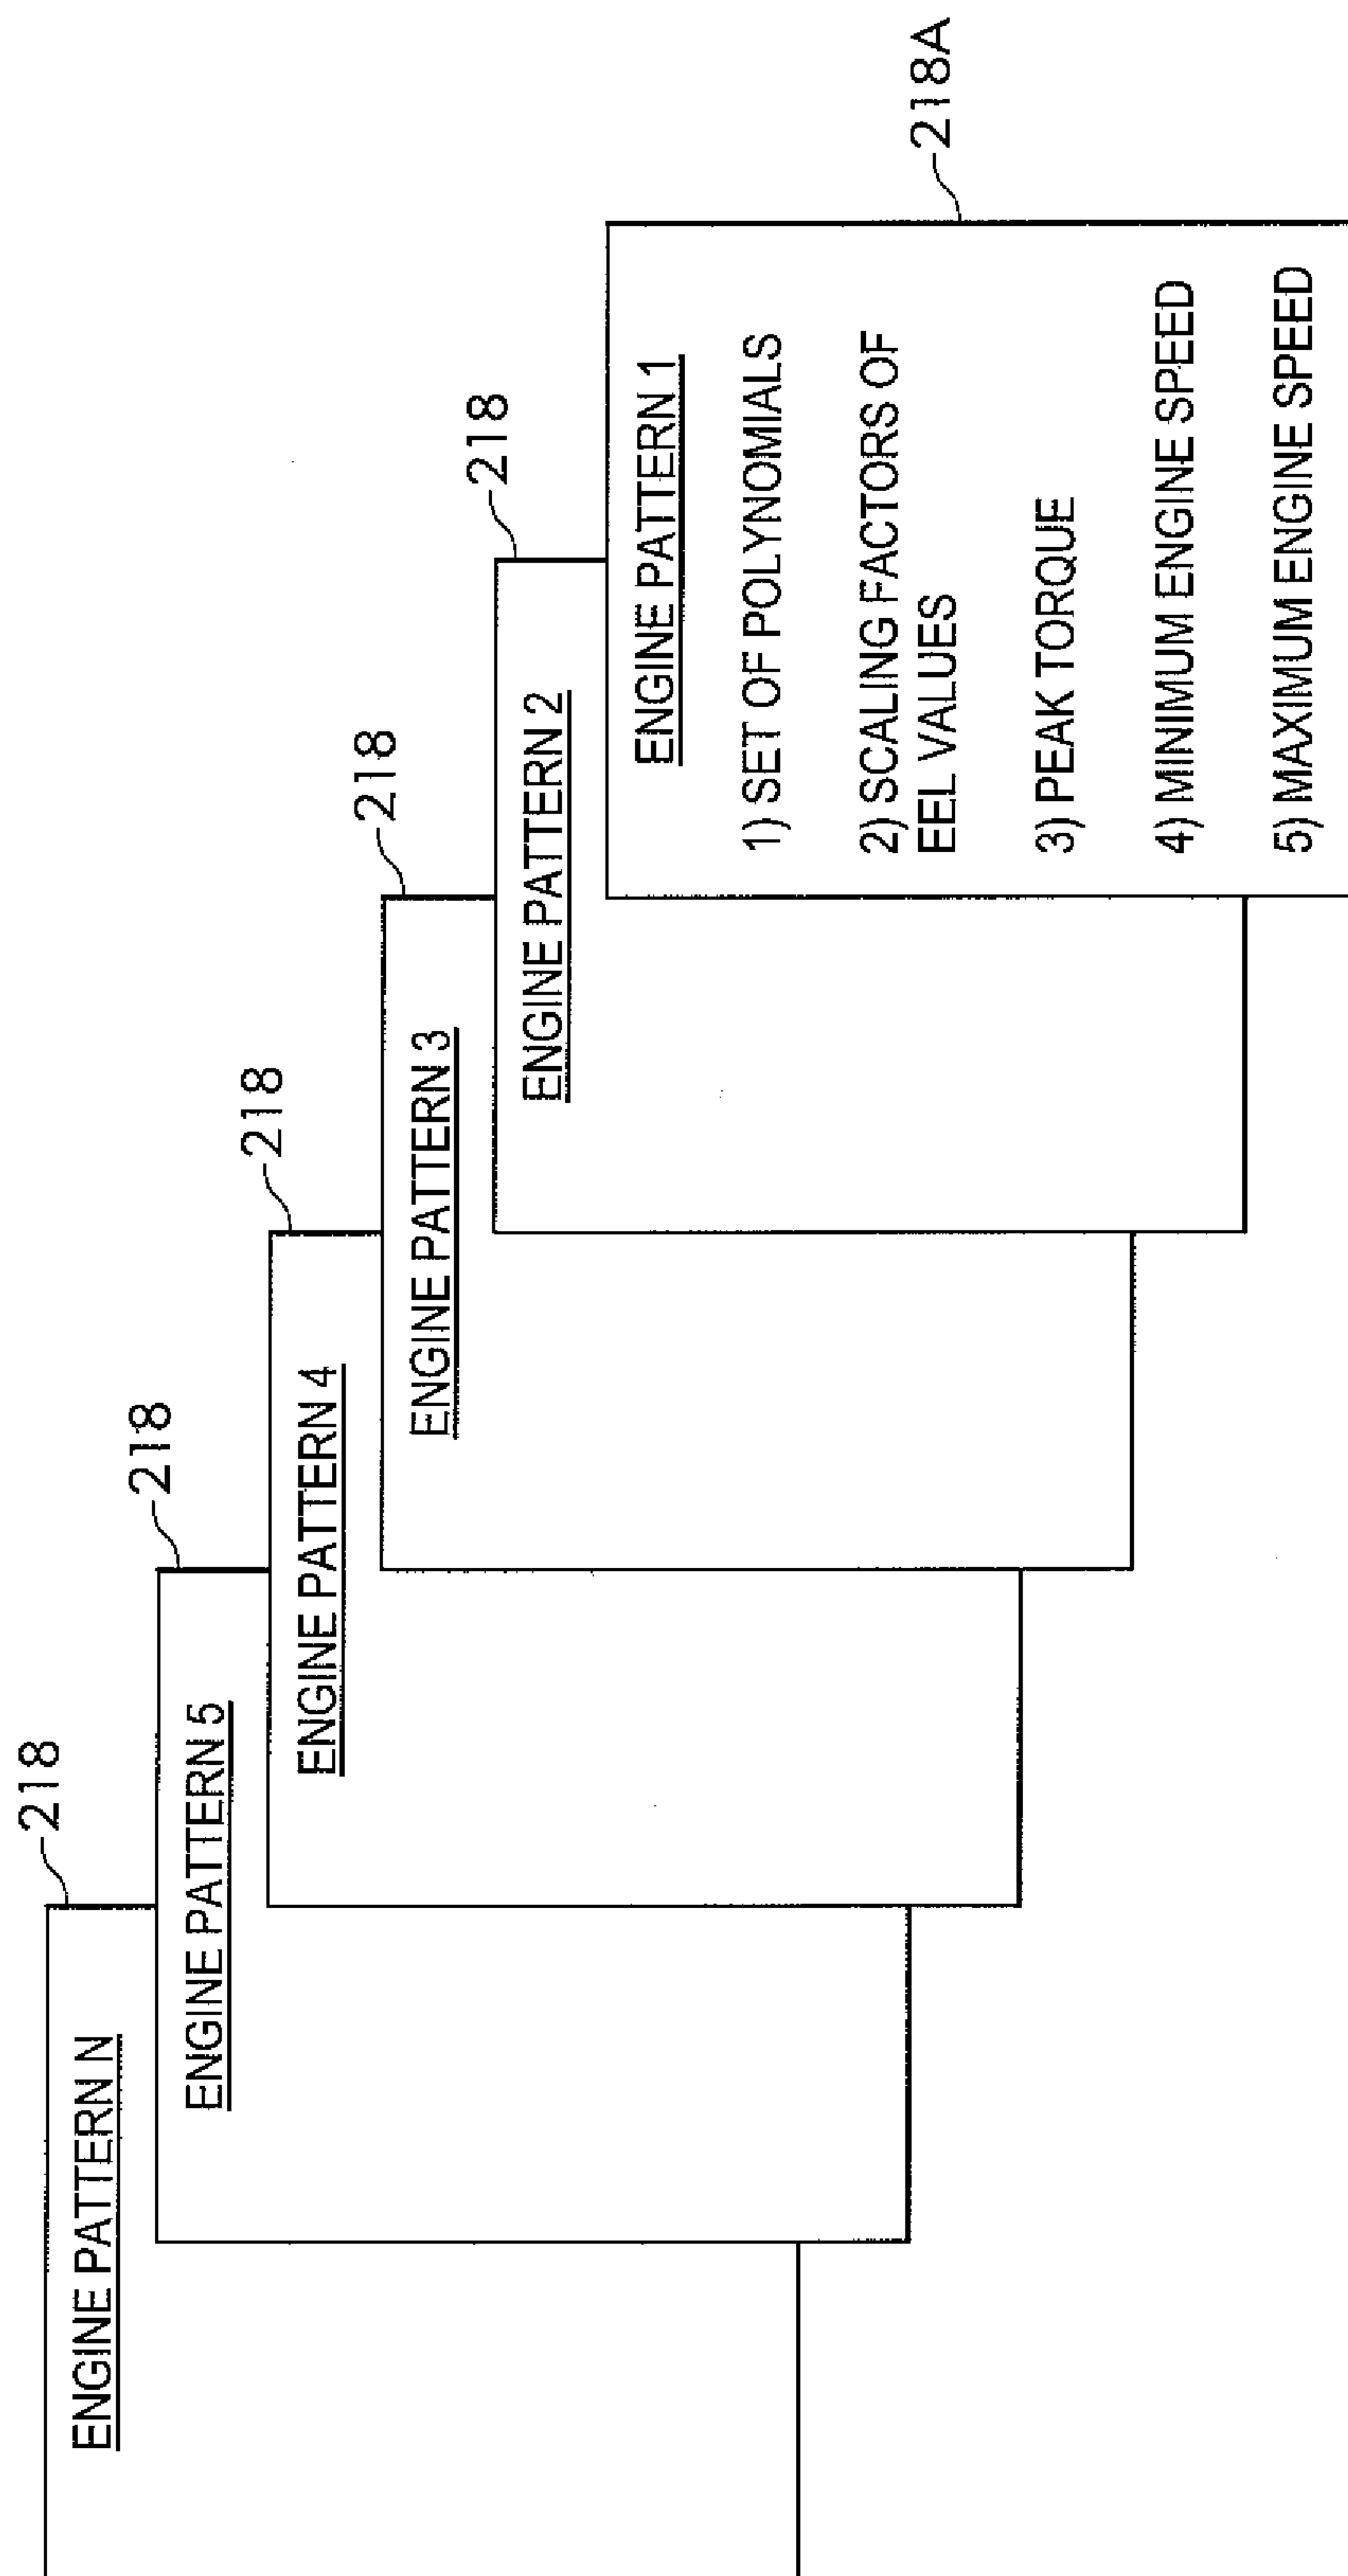 218
ENGINE PATTERN N
218
ENGINE PATTERN 5
218
ENGINE PATTERN 4
218
ENGINE PATTERN 3
218
ENGINE PATTERN 2
218A
ENGINE PATTERN 1
1) SET OF POLYNOMIALS
2) SCALING FACTORS OF
EEL VALUES
3) PEAK TORQUE
4) MINIMUM ENGINE SPEED
5) MAXIMUM ENGINE SPEED